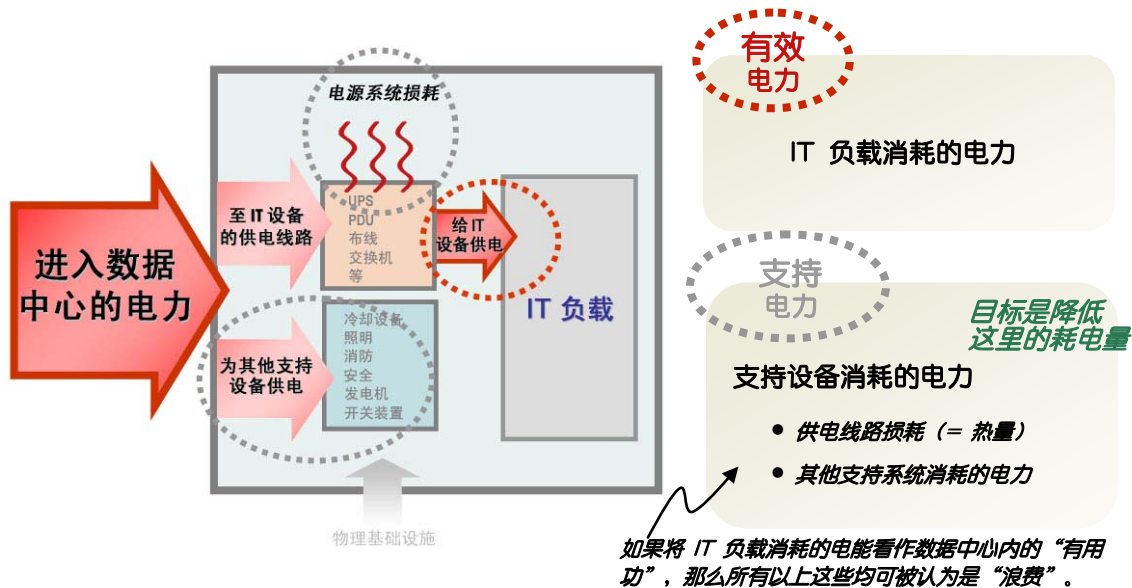 电源系统损耗
进入数据
中心的电力
至IT设备
的供电线路
UPS
PDU
布线
交换机
等
给IT
设备供电
IT 负载
为其他支持
设备供电
冷却设备
照明
消防
安全
发电机
开关装置
物理基础设施
有效
电力
IT 负载消耗的电力
支持
电力
目标是降低
这里的耗电量
支持设备消耗的电力
• 供电线路损耗（= 热量）
• 其他支持系统消耗的电力
如果将 IT 负载消耗的电能看作数据中心内的“有用
功”，那么所有以上这些均可被认为是“浪费”。